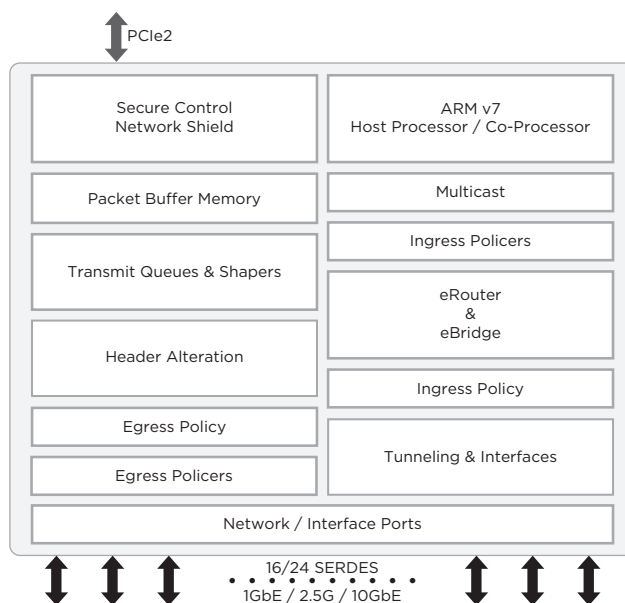 PCIe2
Secure Control
Network Shield
Packet Buffer Memory
Transmit Queues & Shapers
Header Alteration
Egress Policy
Egress Policers
ARM v7
Host Processor / Co-Processor
Multicast
Ingress Policers
eRouter
&
eBridge
Ingress Policy
Tunneling & Interfaces
Network / Interface Ports
16/24 SERDES
1GbE / 2.5G / 10GbE